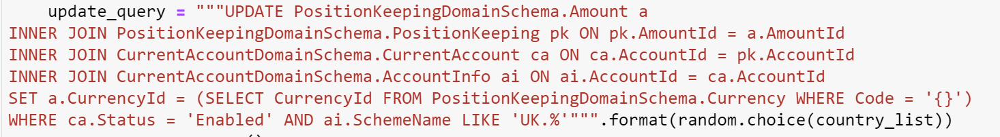 update_query = """UPDATE PositionKeepingDomainSchema.Amount a
INNER JOIN PositionKeepingDomainSchema.PositionKeeping pk ON pk.AmountId = a.AmountId
INNER JOIN CurrentAccountDomainSchema.CurrentAccount ca ON ca.AccountId = pk.AccountId
INNER JOIN CurrentAccountDomainSchema.AccountInfo ai ON ai.AccountId = ca.AccountId
SET a.CurrencyId = (SELECT CurrencyId FROM PositionKeepingDomainSchema.Currency WHERE Code = '{}')
WHERE ca.Status = 'Enabled' AND ai.SchemeName LIKE 'UK.%'""".format(random.choice(country_list))